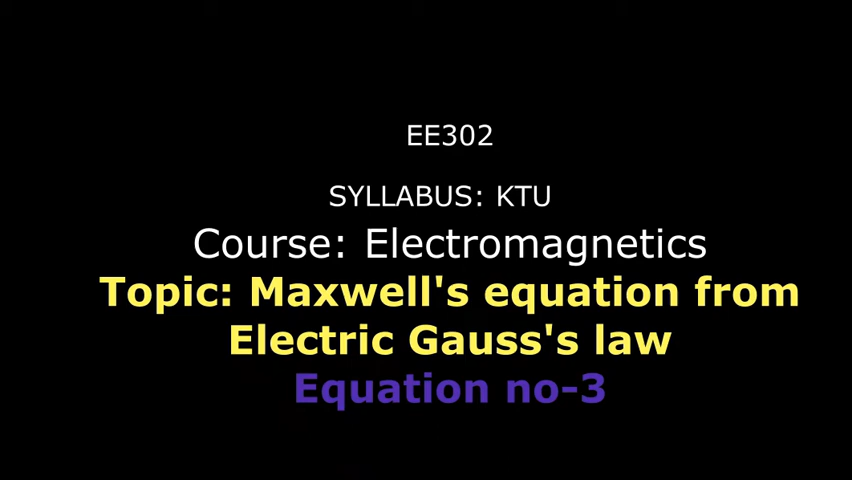 EE302
SYLLABUS: KTU
Course: Electromagnetics
Topic: Maxwell's equation from
Electric Gauss's law
Equation no-3